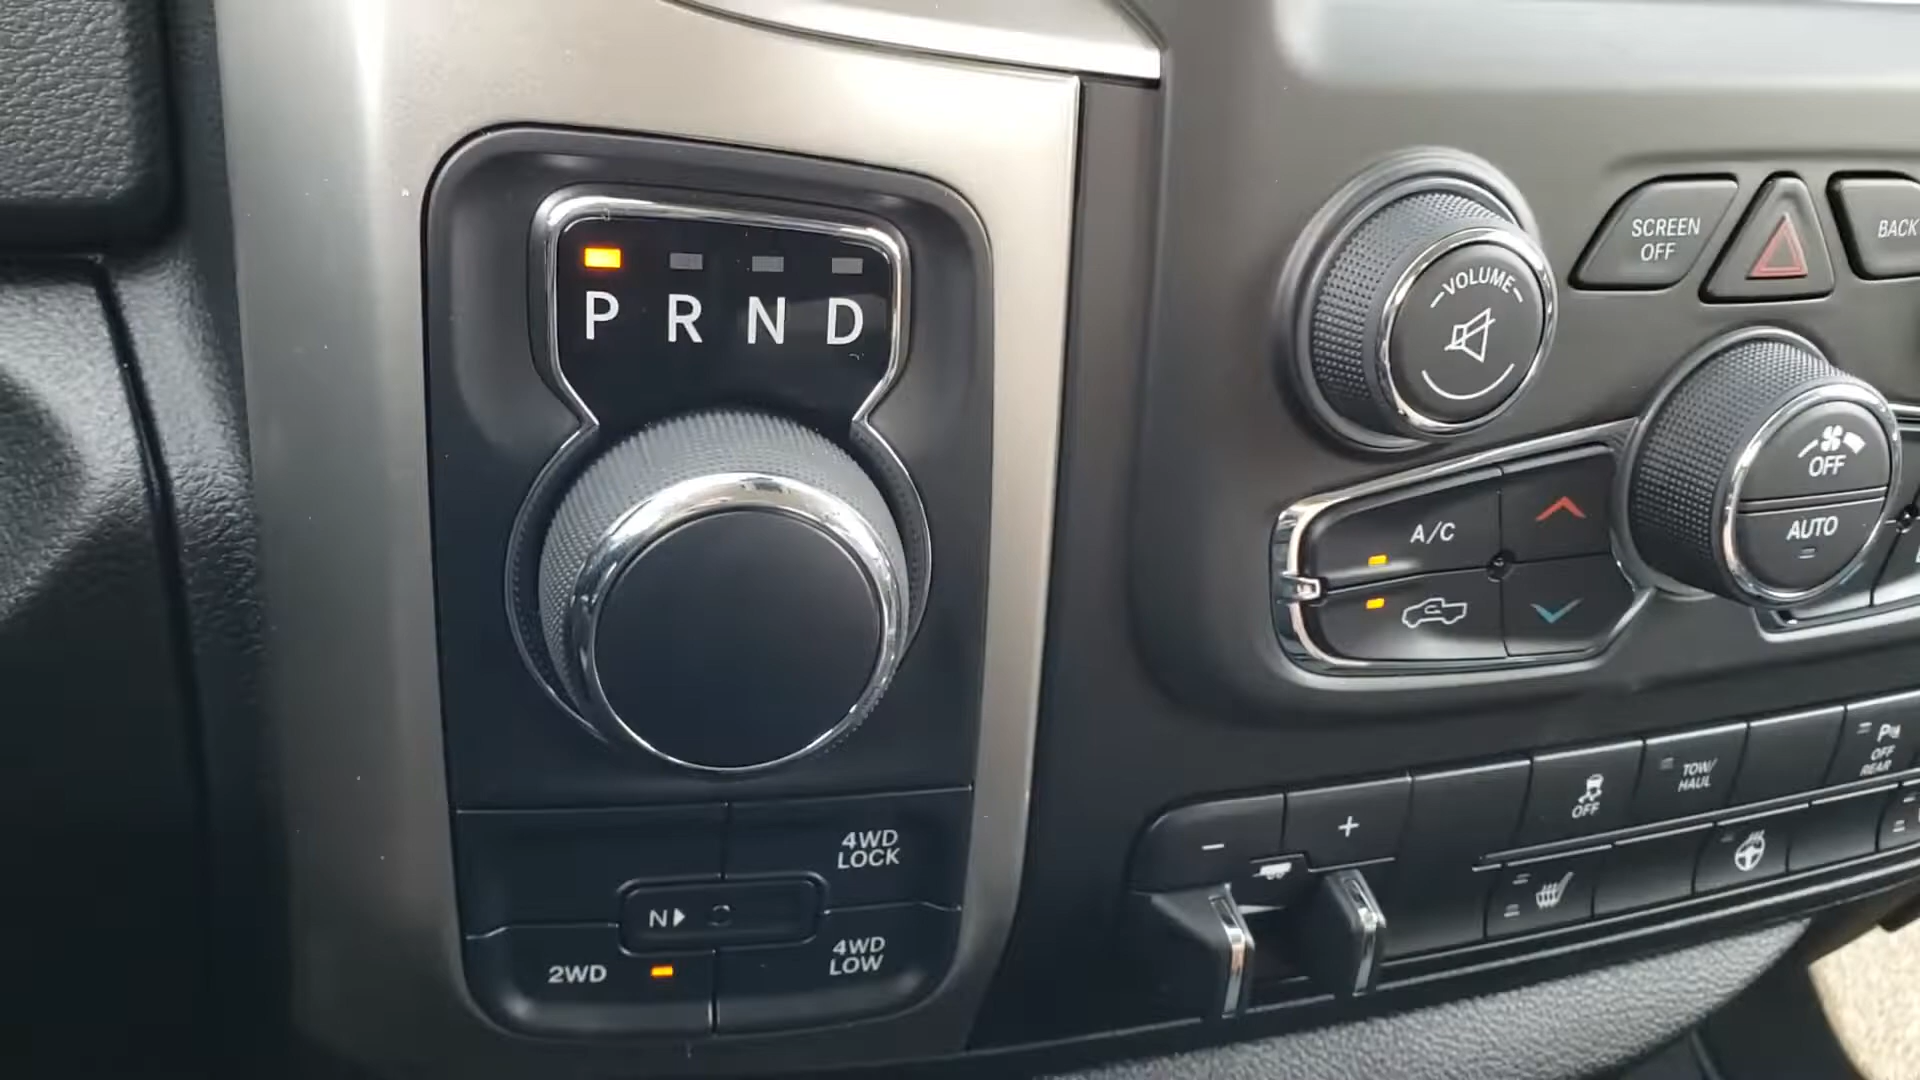 P R N D
4WD
LOCK
N
2WD
4WD
LOW
VOLUME
SCREEN
OFF
BACK
OFF
AUTO
A/C
- +
OFF
TOW/
HAUL
P
OFF
REAR